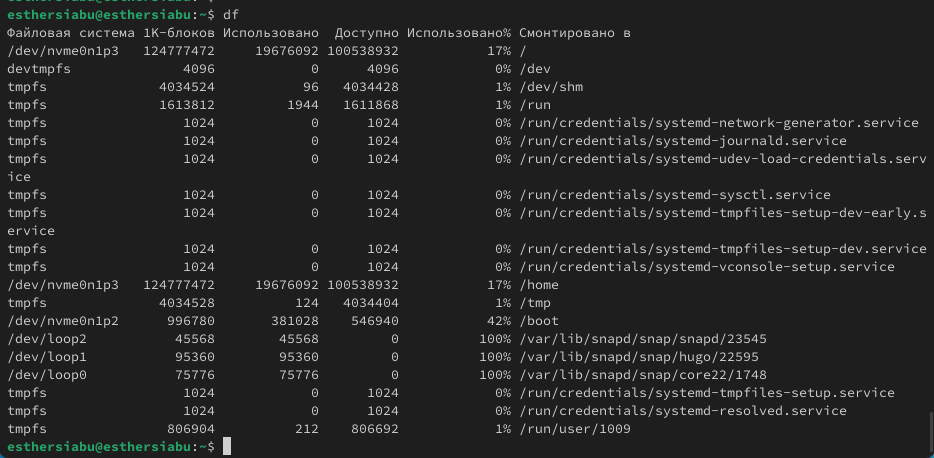 esthersiabu@esthersiabu:~$ df
Файловая система 1K-блоков Использовано Доступно Использовано% Смонтировано в
/dev/nvme0n1p3 124777472 19676092 100538932 17% /
devtmpfs 4096 0 4096 0% /dev
tmpfs 4034524 96 4034428 1% /dev/shm
tmpfs 1613812 1944 1611868 1% /run
tmpfs 1024 0 1024 0% /run/credentials/systemd-network-generator.service
tmpfs 1024 0 1024 0% /run/credentials/systemd-journald.service
tmpfs 1024 0 1024 0% /run/credentials/systemd-udev-load-credentials.serv
ice
tmpfs 1024 0 1024 0% /run/credentials/systemd-sysctl.service
tmpfs 1024 0 1024 0% /run/credentials/systemd-tmpfiles-setup-dev-early.s
ervice
tmpfs 1024 0 1024 0% /run/credentials/systemd-tmpfiles-setup-dev.service
tmpfs 1024 0 1024 0% /run/credentials/systemd-vconsole-setup.service
/dev/nvme0n1p3 124777472 19676092 100538932 17% /home
tmpfs 4034528 124 4034404 1% /tmp
/dev/nvme0n1p2 996780 381028 546940 42% /boot
/dev/loop2 45568 45568 0 100% /var/lib/snapd/snap/snapd/23545
/dev/loop1 95360 95360 0 100% /var/lib/snapd/snap/hugo/22595
/dev/loop0 75776 75776 0 100% /var/lib/snapd/snap/core22/1748
tmpfs 1024 0 1024 0% /run/credentials/systemd-tmpfiles-setup.service
tmpfs 1024 0 1024 0% /run/credentials/systemd-resolved.service
tmpfs 806904 212 806692 1% /run/user/1009
esthersiabu@esthersiabu:~$